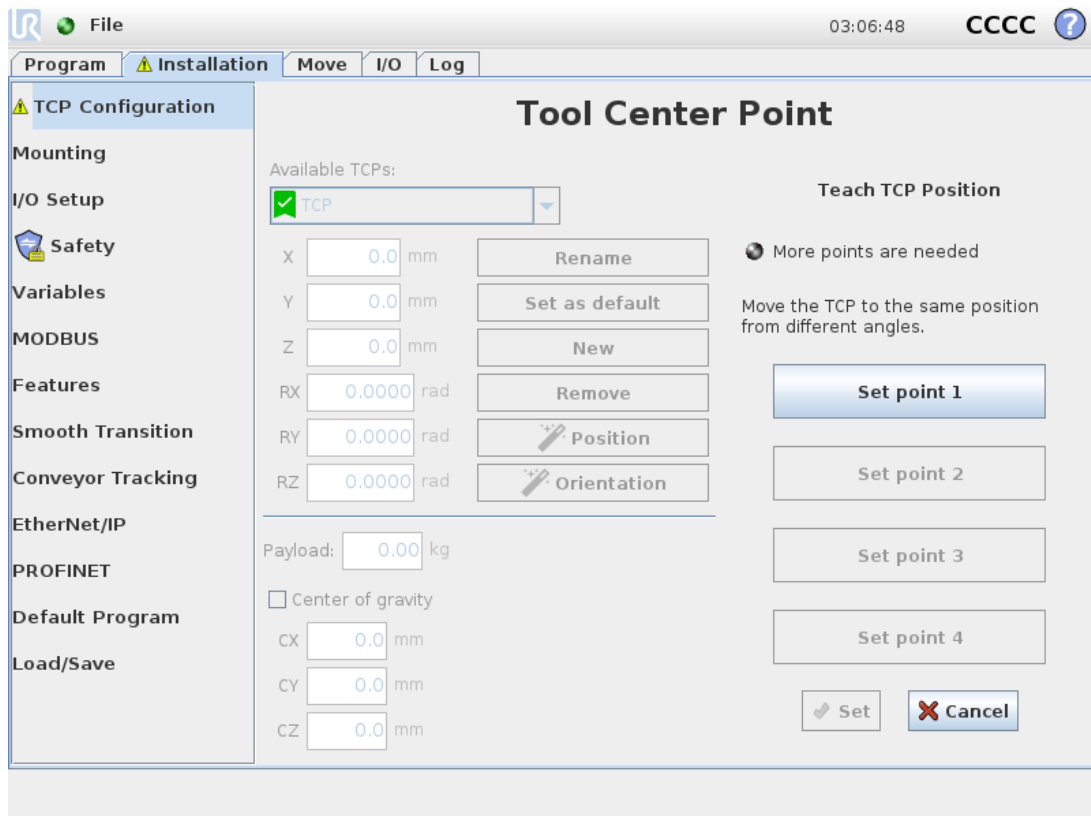 UR File 03:06:48 CCCC ?
Program Installation Move I/O Log
TCP Configuration
Mounting
I/O Setup
Safety
Variables
MODBUS
Features
Smooth Transition
Conveyor Tracking
EtherNet/IP
PROFINET
Default Program
Load/Save
Tool Center Point
Available TCPs:
TCP
X 0.0 mm Rename
Y 0.0 mm Set as default
Z 0.0 mm New
RX 0.0000 rad Remove
RY 0.0000 rad Position
RZ 0.0000 rad Orientation
Payload: 0.00 kg
Center of gravity
CX 0.0 mm
CY 0.0 mm
CZ 0.0 mm
Teach TCP Position
More points are needed
Move the TCP to the same position
from different angles.
Set point 1
Set point 2
Set point 3
Set point 4
Set Cancel